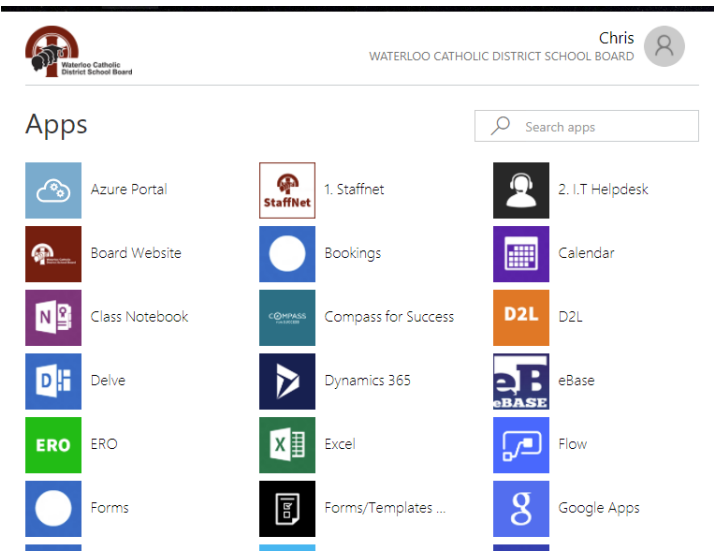 Waterloo Catholic
District School Board
Chris
WATERLOO CATHOLIC DISTRICT SCHOOL BOARD
Apps
Search apps
Azure Portal
StaffNet
1. Staffnet
2. I.T Helpdesk
Board Website
Bookings
Calendar
N
Class Notebook
COMPASS
Compass for Success
D2L
D2L
D
Delve
Dynamics 365
eB
eBASE
eBase
ERO
ERO
X
Excel
Flow
Forms
Forms/Templates ...
g
Google Apps